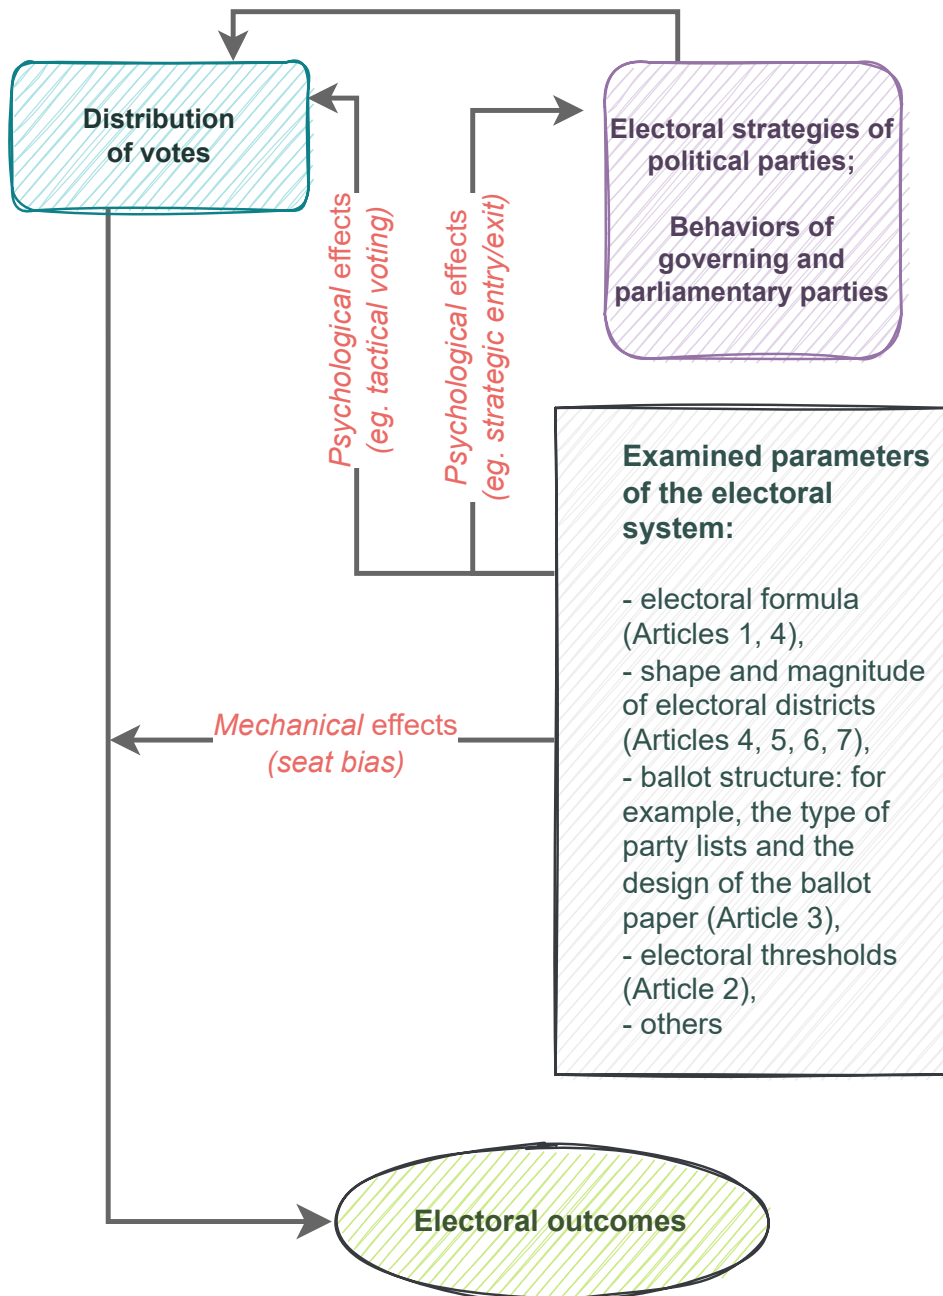 Distribution
of votes
Electoral strategies of
political parties;
Behaviors of
governing and
parliamentary parties
Psychological effects
(eg. tactical voting)
Psychological effects
(eg. strategic entry/exit)
Examined parameters
of the electoral
system:
- electoral formula
(Articles 1, 4),
- shape and magnitude
of electoral districts
(Articles 4, 5, 6, 7),
- ballot structure: for
example, the type of
party lists and the
design of the ballot
paper (Article 3),
- electoral thresholds
(Article 2),
- others
Mechanical effects
(seat bias)
Electoral outcomes